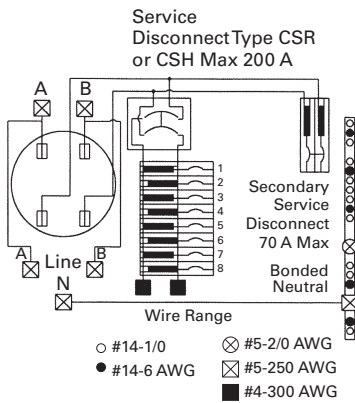 Service
Disconnect Type CSR
or CSH Max 200 A
A
B
1
2
3
4
5
6
7
8
Secondary
Service
Disconnect
70 A Max
A
Line
B
Bonded
Neutral
N
Wire Range
#14-1/0
#5-2/0 AWG
#14-6 AWG
#5-250 AWG
#4-300 AWG